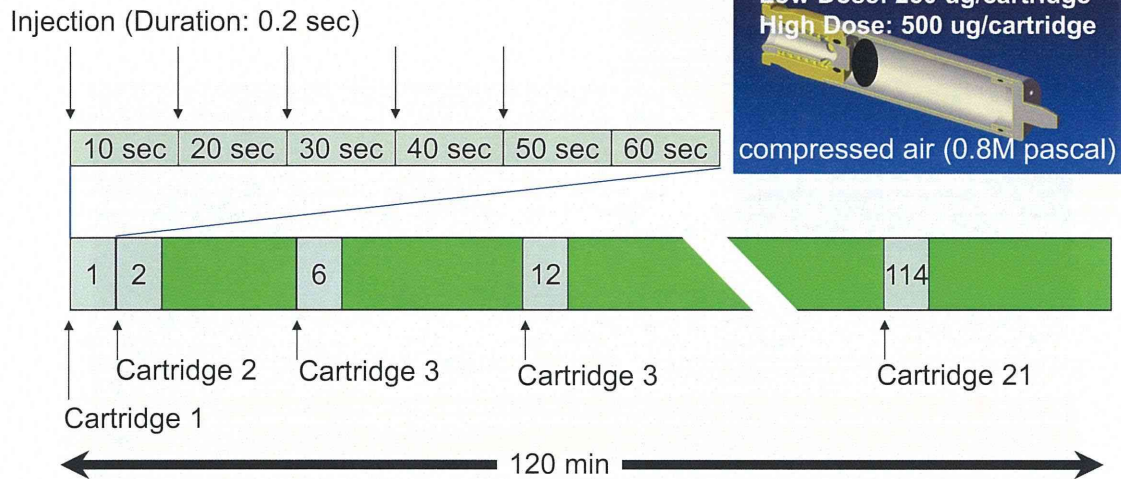 Injection (Duration: 0.2 sec)
High Dose: 500 ug/cartridge
compressed air (0.8M pascal)
10 sec 20 sec 30 sec 40 sec 50 sec 60 sec
1 2 6 12 114
Cartridge 2 Cartridge 3 Cartridge 3 Cartridge 21
Cartridge 1
120 min